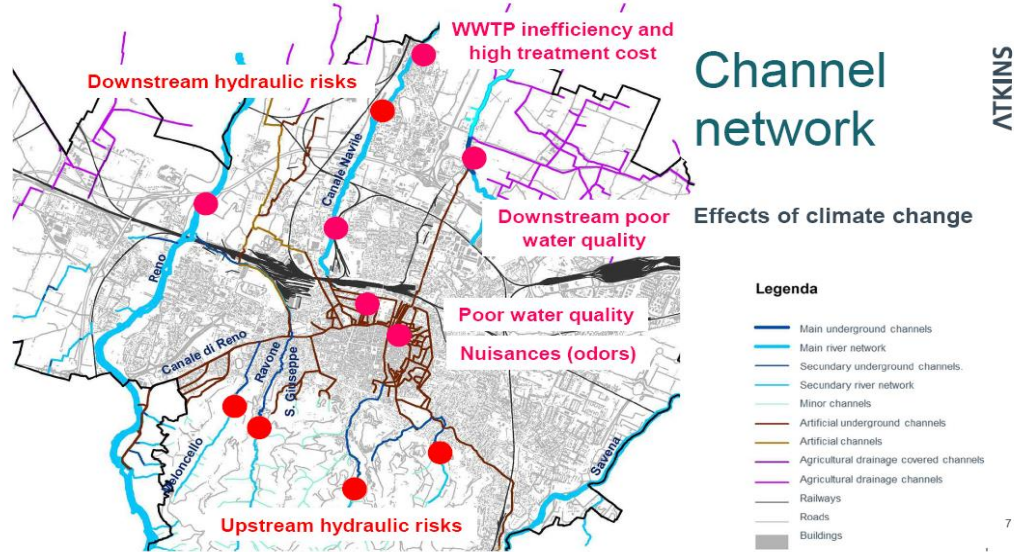 WWTP inefficiency and
high treatment cost
Downstream hydraulic risks
Channel
network
ATKINS
Canale Navile
Downstream poor
water quality
Effects of climate change
Reno
Legenda
Poor water quality
Nuisances (odors)
Canale di Reno
Ravone
S. Giuseppe
Meloncello
Savena
Upstream hydraulic risks
Main underground channels
Main river network
Secundary underground channels.
Secundary river network
Minor channels
Artificial underground channels
Artificial channels
Agricultural drainage covered channels
Agricultural drainage channels
Railways
Roads
Buildings
7